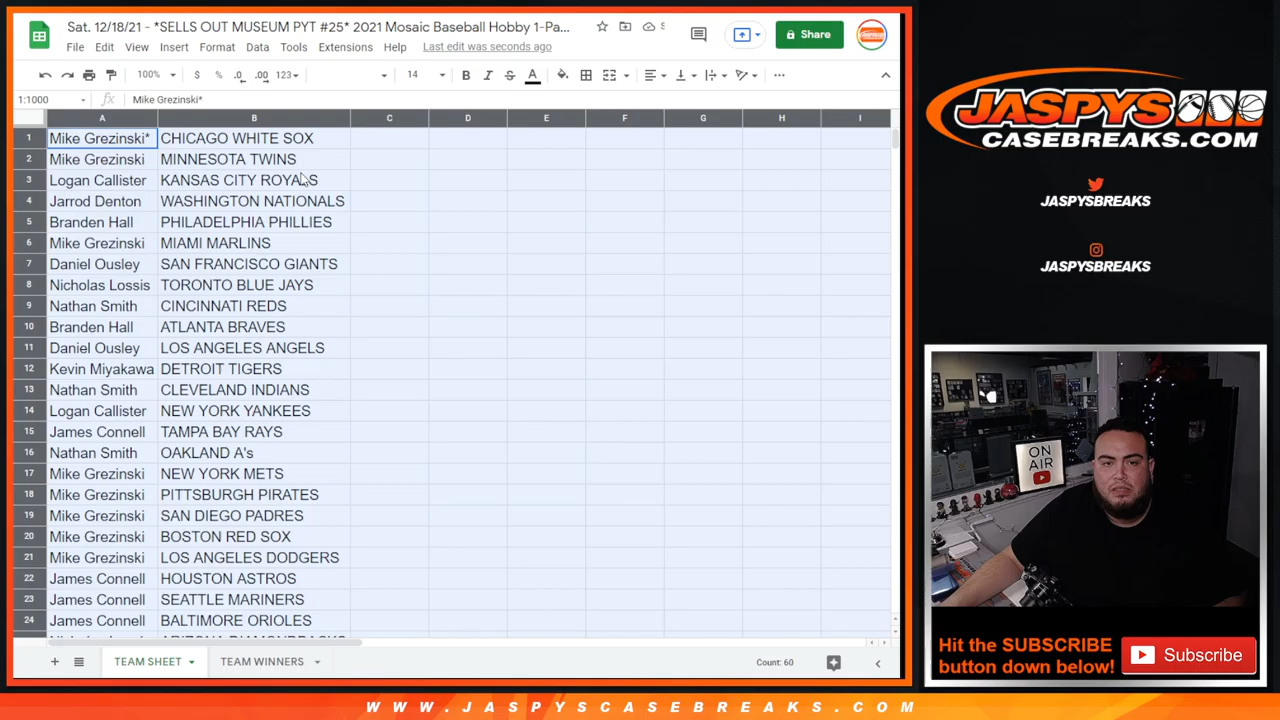 Sat. 12/18/21 - *SELLS OUT MUSEUM PYT #25* 2021 Mosaic Baseball Hobby 1-Pa...
File Edit View Insert Format Data Tools Extensions Help Last edit was seconds ago
Share
100% $ % .0 .00 123 14 B I S A
1:1000 fx Mike Grezinski*
A B C D E F G H I
1 Mike Grezinski* CHICAGO WHITE SOX
2 Mike Grezinski MINNESOTA TWINS
3 Logan Callister KANSAS CITY ROYALS
4 Jarrod Denton WASHINGTON NATIONALS
5 Branden Hall PHILADELPHIA PHILLIES
6 Mike Grezinski MIAMI MARLINS
7 Daniel Ousley SAN FRANCISCO GIANTS
8 Nicholas Lossis TORONTO BLUE JAYS
9 Nathan Smith CINCINNATI REDS
10 Branden Hall ATLANTA BRAVES
11 Daniel Ousley LOS ANGELES ANGELS
12 Kevin Miyakawa DETROIT TIGERS
13 Nathan Smith CLEVELAND INDIANS
14 Logan Callister NEW YORK YANKEES
15 James Connell TAMPA BAY RAYS
16 Nathan Smith OAKLAND A's
17 Mike Grezinski NEW YORK METS
18 Mike Grezinski PITTSBURGH PIRATES
19 Mike Grezinski SAN DIEGO PADRES
20 Mike Grezinski BOSTON RED SOX
21 Mike Grezinski LOS ANGELES DODGERS
22 James Connell HOUSTON ASTROS
23 James Connell SEATTLE MARINERS
24 James Connell BALTIMORE ORIOLES
TEAM SHEET TEAM WINNERS Count: 60
JASPYS
CASEBREAKS.COM
JASPYSBREAKS
JASPYSBREAKS
ON
AIR
Hit the SUBSCRIBE
button down below!
Subscribe
WWW.JASPYSCASEBREAKS.COM